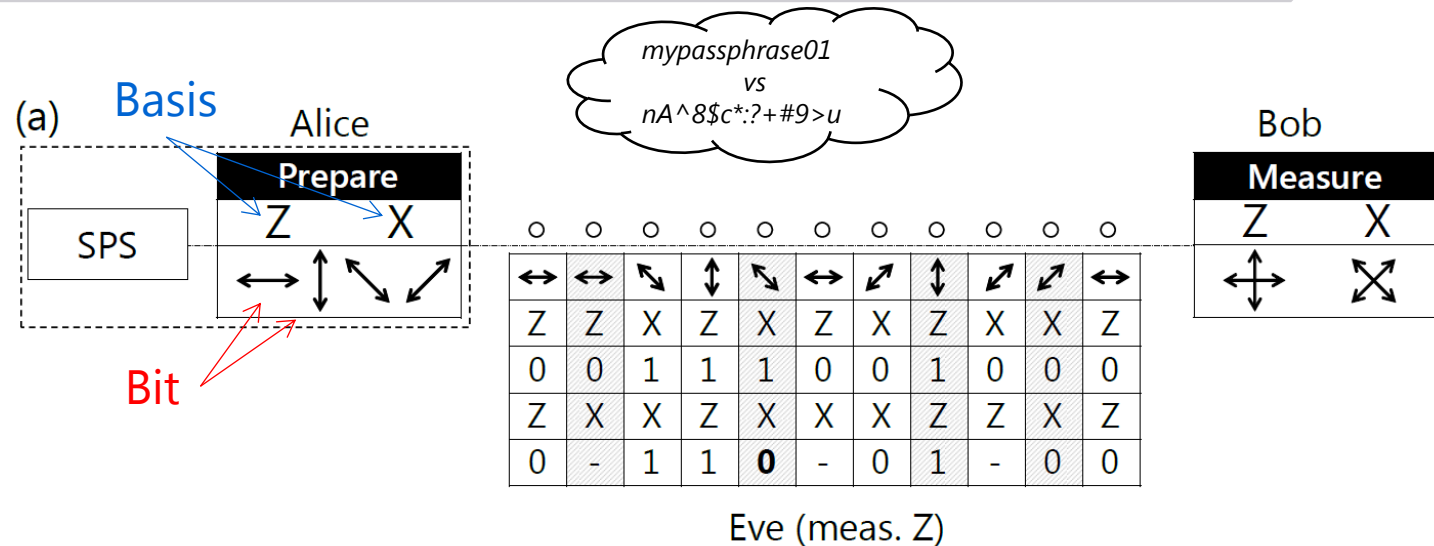 mypassphrase01
vs
nA^8$c*:?+#9>u
(a)
Basis
Alice
Bob
Prepare
Measure
SPS
Z X
Z X
Z Z X Z X Z X Z X X Z
0 0 1 1 1 0 0 1 0 0 0
Z X X Z X X X Z Z X Z
0 - 1 1 0 - 0 1 - 0 0
Bit
Eve (meas. Z)